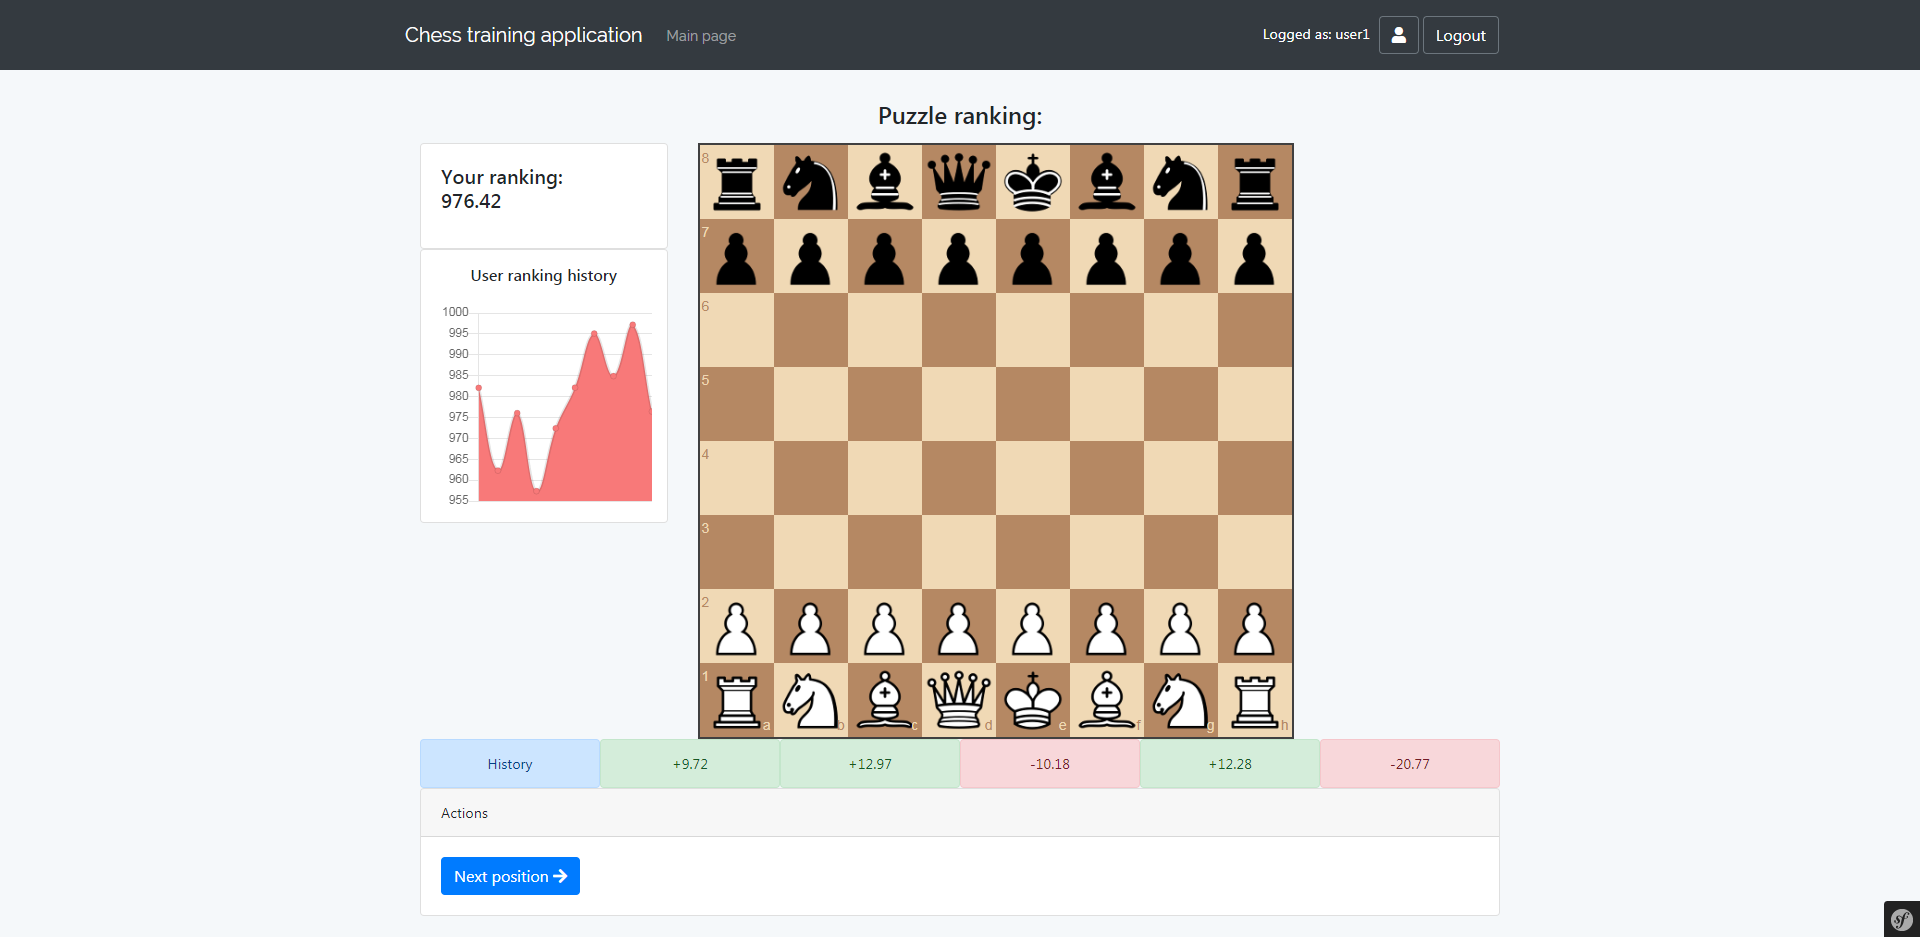 Chess training application
Main page
Logged as: user1
Logout
Puzzle ranking:
Your ranking:
976.42
User ranking history
1000
995
990
985
980
975
970
965
960
955
8
7
6
5
4
3
2
1
a b c d e f g h
History +9.72 +12.97 -10.18 +12.28 -20.77
Actions
Next position
sf